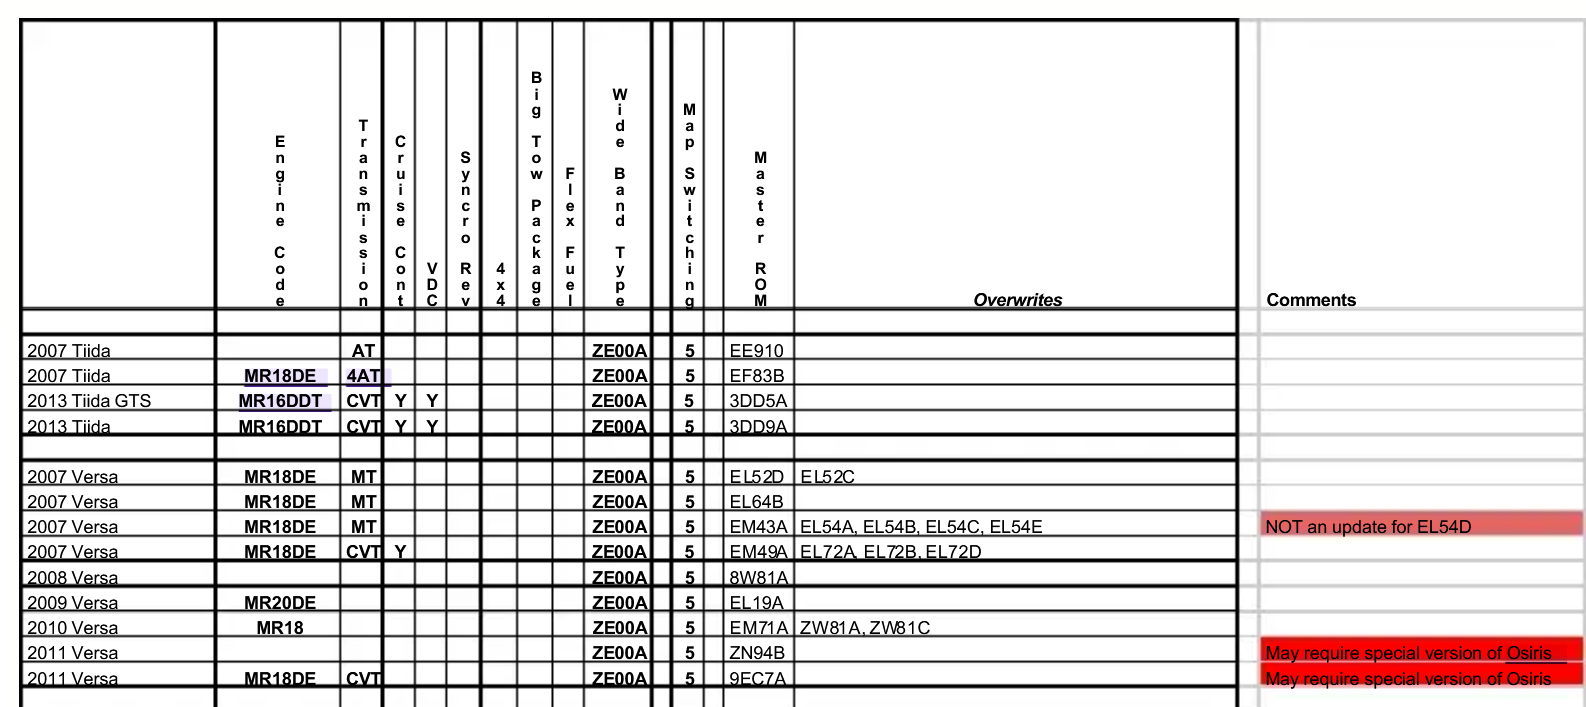 Engine Code Transmission Cruise Cont VDC Syncro Rev 4x4 Big Tow Package Flex Fuel Wide Band Type Map Switching Master ROM Overwrites Comments
2007 Tiida AT ZE00A 5 EE910
2007 Tiida MR18DE 4AT ZE00A 5 EF83B
2013 Tiida GTS MR16DDT CVT Y Y ZE00A 5 3DD5A
2013 Tiida MR16DDT CVT Y Y ZE00A 5 3DD9A
2007 Versa MR18DE MT ZE00A 5 EL52D EL52C
2007 Versa MR18DE MT ZE00A 5 EL64B
2007 Versa MR18DE MT ZE00A 5 EM43A EL54A, EL54B, EL54C, EL54E NOT an update for EL54D
2007 Versa MR18DE CVT Y ZE00A 5 EM49A EL72A, EL72B, EL72D
2008 Versa ZE00A 5 8W81A
2009 Versa MR20DE ZE00A 5 EL19A
2010 Versa MR18 ZE00A 5 EM71A ZW81A, ZW81C
2011 Versa ZE00A 5 ZN94B May require special version of Osiris
2011 Versa MR18DE CVT ZE00A 5 9EC7A May require special version of Osiris